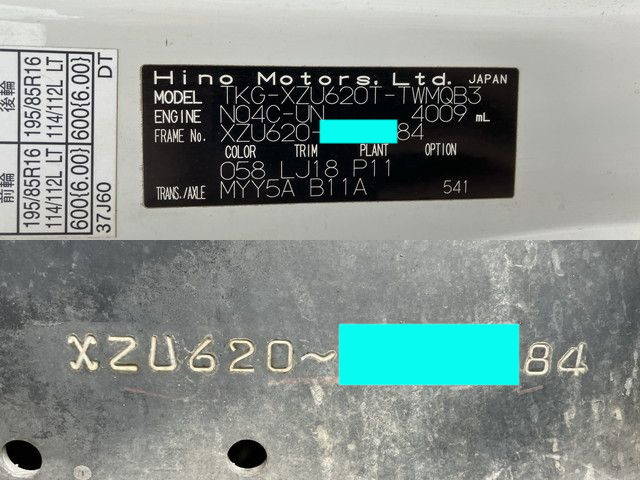 後輪
195/85R16
114/112L LT
600(6.00)
DT
前輪
195/85R16
114/112L LT
600(6.00)
37J60
Hino Motors, Ltd. JAPAN
MODEL TKG-XZU620T-TWMQB3
ENGINE N04C-UN 4009 mL
FRAME No. XZU620- 84
COLOR TRIM PLANT OPTION
058 LJ18 P11
TRANS./AXLE MYY5A B11A 541
XZU620~ 84